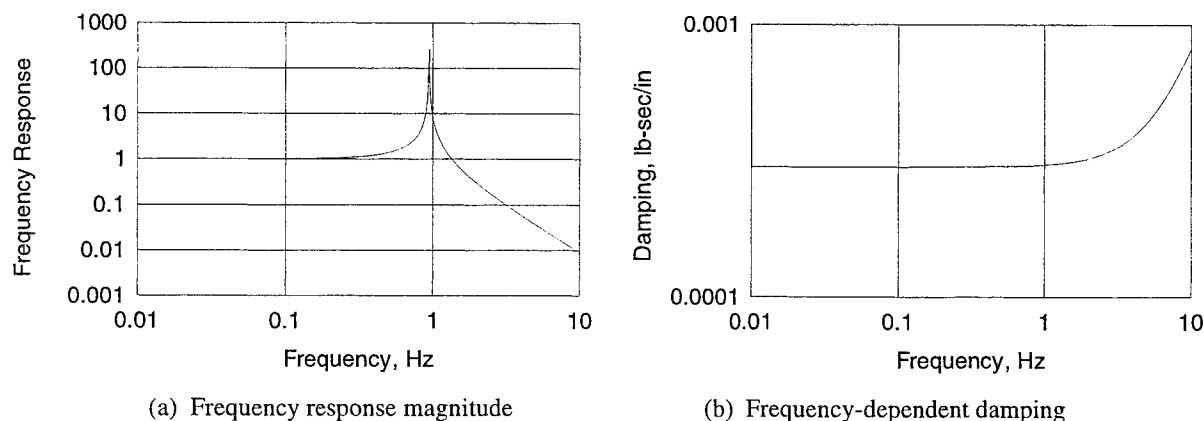 Frequency Response
1000
100
10
1
0.1
0.01
0.001
0.01
0.1
1
10
Frequency, Hz
(a) Frequency response magnitude
Damping, lb-sec/in
0.001
0.0001
0.01
0.1
1
10
Frequency, Hz
(b) Frequency-dependent damping